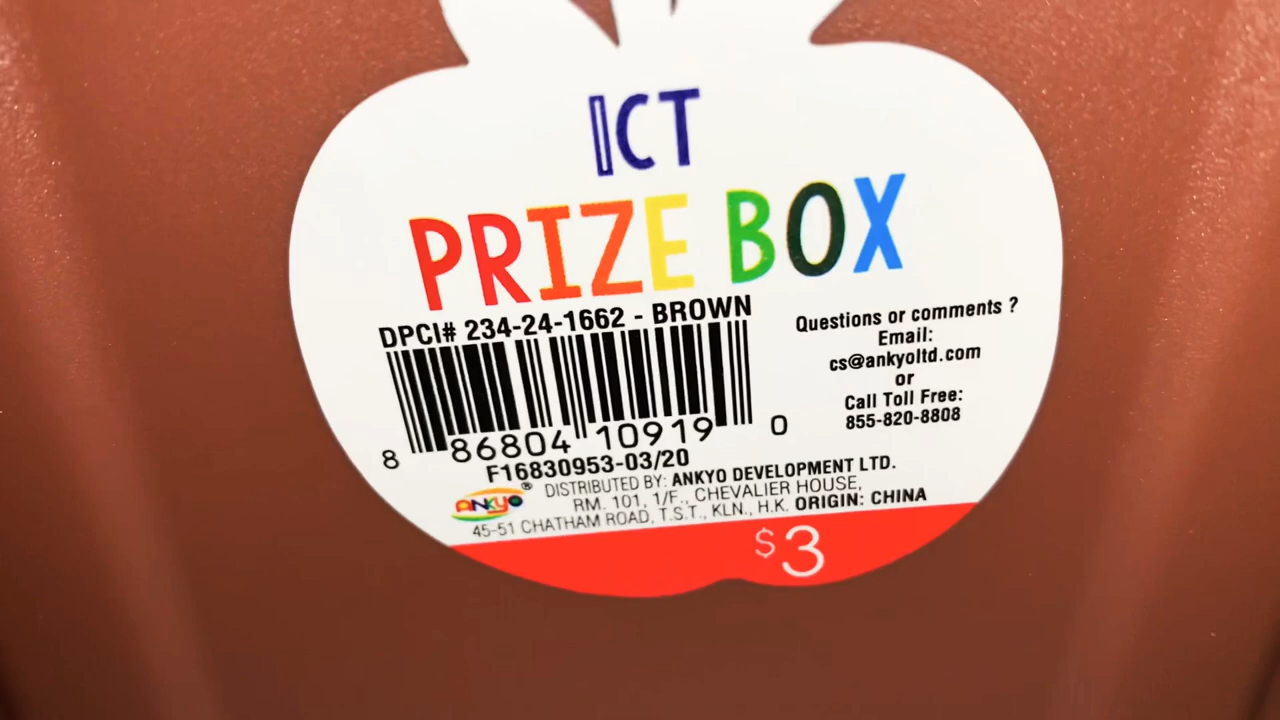 ICT
PRIZE BOX
DPCI# 234-24-1662 - BROWN
8 86804 10919 0
F16830953-03/20
Questions or comments ?
Email:
cs@ankyoltd.com
or
Call Toll Free:
855-820-8808
ANKYO®
DISTRIBUTED BY: ANKYO DEVELOPMENT LTD.
RM. 101, 1/F., CHEVALIER HOUSE,
45-51 CHATHAM ROAD, T.S.T., KLN., H.K. ORIGIN: CHINA
$3